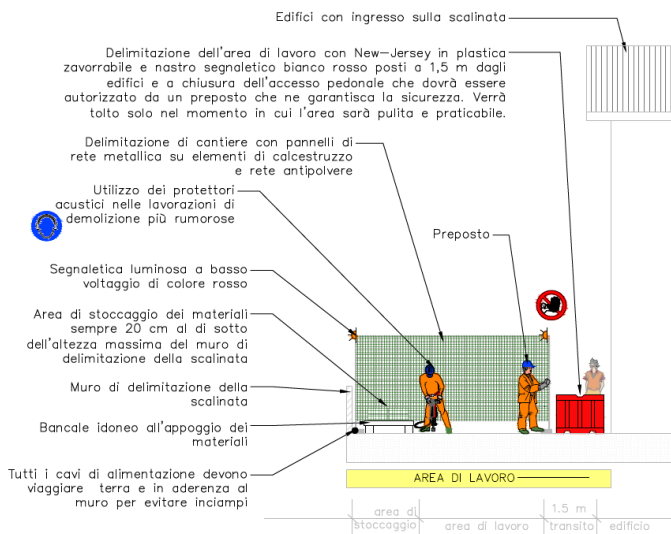 Edifici con ingresso sulla scalinata
Delimitazione dell'area di lavoro con New-Jersey in plastica
zavorrabile e nastro segnaletico bianco rosso posti a 1,5 m dagli
edifici e a chiusura dell'accesso pedonale che dovrà essere
autorizzato da un preposto che ne garantisca la sicurezza. Verrà
tolto solo nel momento in cui l'area sarà pulita e praticabile.
Delimitazione di cantiere con pannelli di
rete metallica su elementi di calcestruzzo
e rete antipolvere
Utilizzo dei protettori
acustici nelle lavorazioni di
demolizione più rumorose
Preposto
Segnaletica luminosa a basso
voltaggio di colore rosso
Area di stoccaggio dei materiali
sempre 20 cm al di sotto
dell'altezza massima del muro di
delimitazione della scalinata
Muro di delimitazione della
scalinata
Bancale idoneo all'appoggio dei
materiali
Tutti i cavi di alimentazione devono
viaggiare terra e in aderenza al
muro per evitare inciampi
AREA DI LAVORO
area di
stoccaggio
area di lavoro
1.5 m
transito
edificio